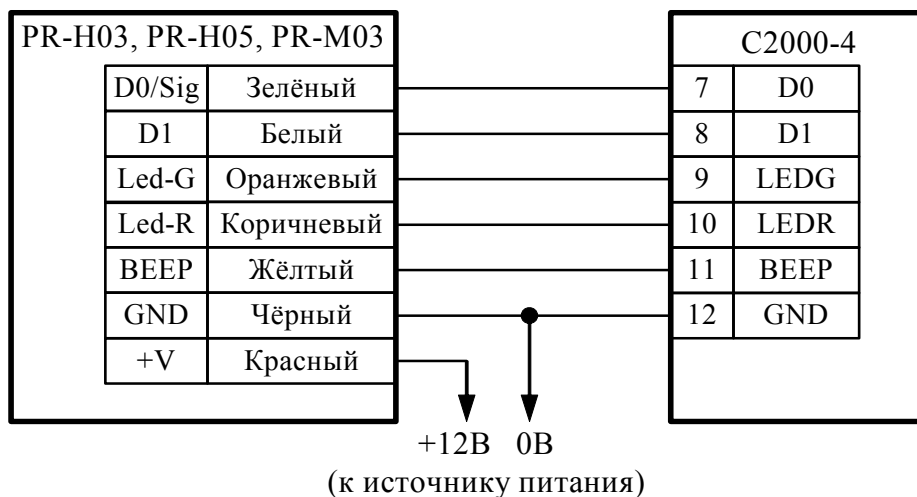 PR-H03, PR-H05, PR-M03
C2000-4
D0/Sig Зелёный 7 D0
D1 Белый 8 D1
Led-G Оранжевый 9 LEDG
Led-R Коричневый 10 LEDR
BEEP Жёлтый 11 BEEP
GND Чёрный 12 GND
+V Красный
+12В 0В
(к источнику питания)